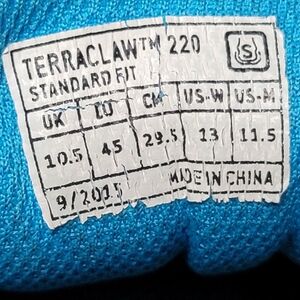 TERRACLAW™ 220
STANDARD FIT
UK EU CM US-W US-M
10.5 45 29.5 13 11.5
9/2015 MADE IN CHINA